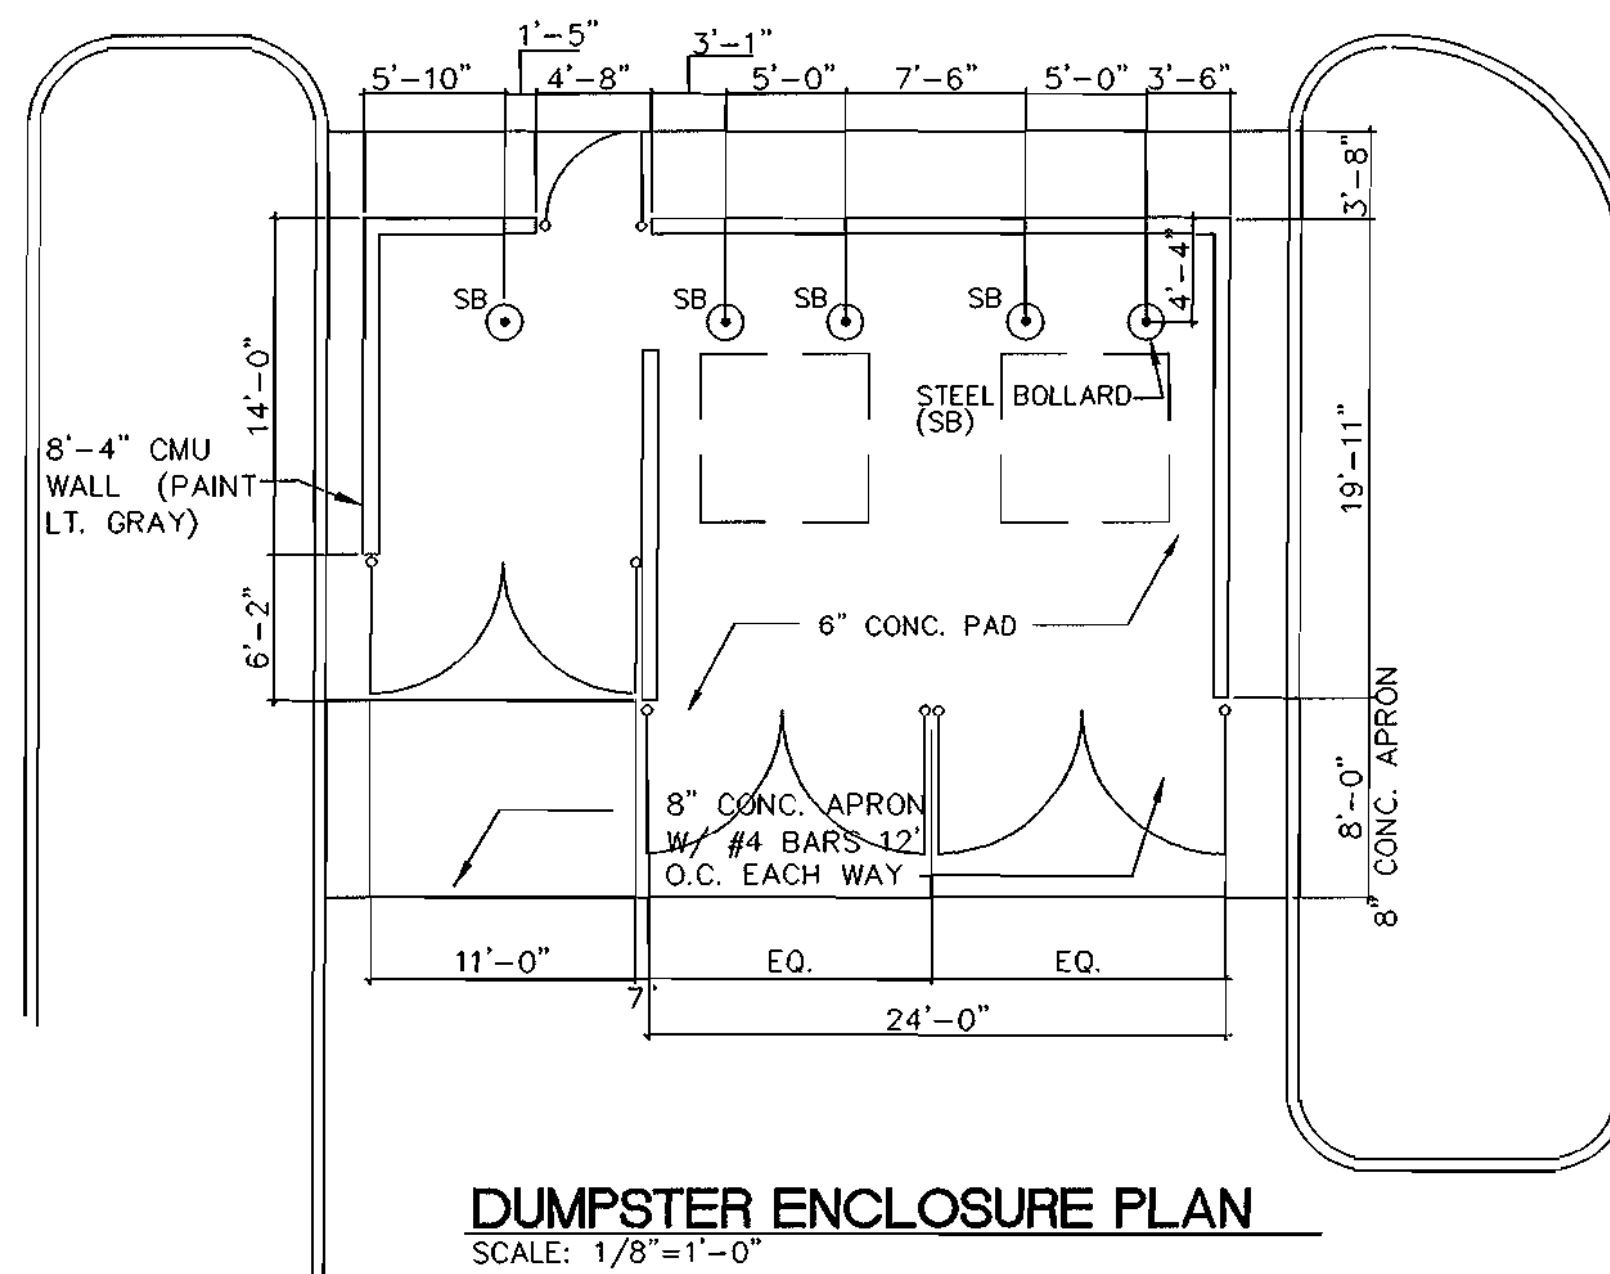 1'-5"
3'-1"
5'-10"
4'-8"
5'-0"
7'-6"
5'-0"
3'-6"
3'-8"
4'-4"
SB
SB
SB
SB
14'-0"
STEEL BOLLARD
(SB)
19'-11"
8'-4" CMU
WALL (PAINT
LT. GRAY)
6'-2"
6" CONC. PAD
8" CONC. APRON
W/ #4 BARS 12'
O.C. EACH WAY
8'-0"
8" CONC. APRON
11'-0"
EQ.
EQ.
7'
24'-0"
DUMPSTER ENCLOSURE PLAN
SCALE: 1/8"=1'-0"